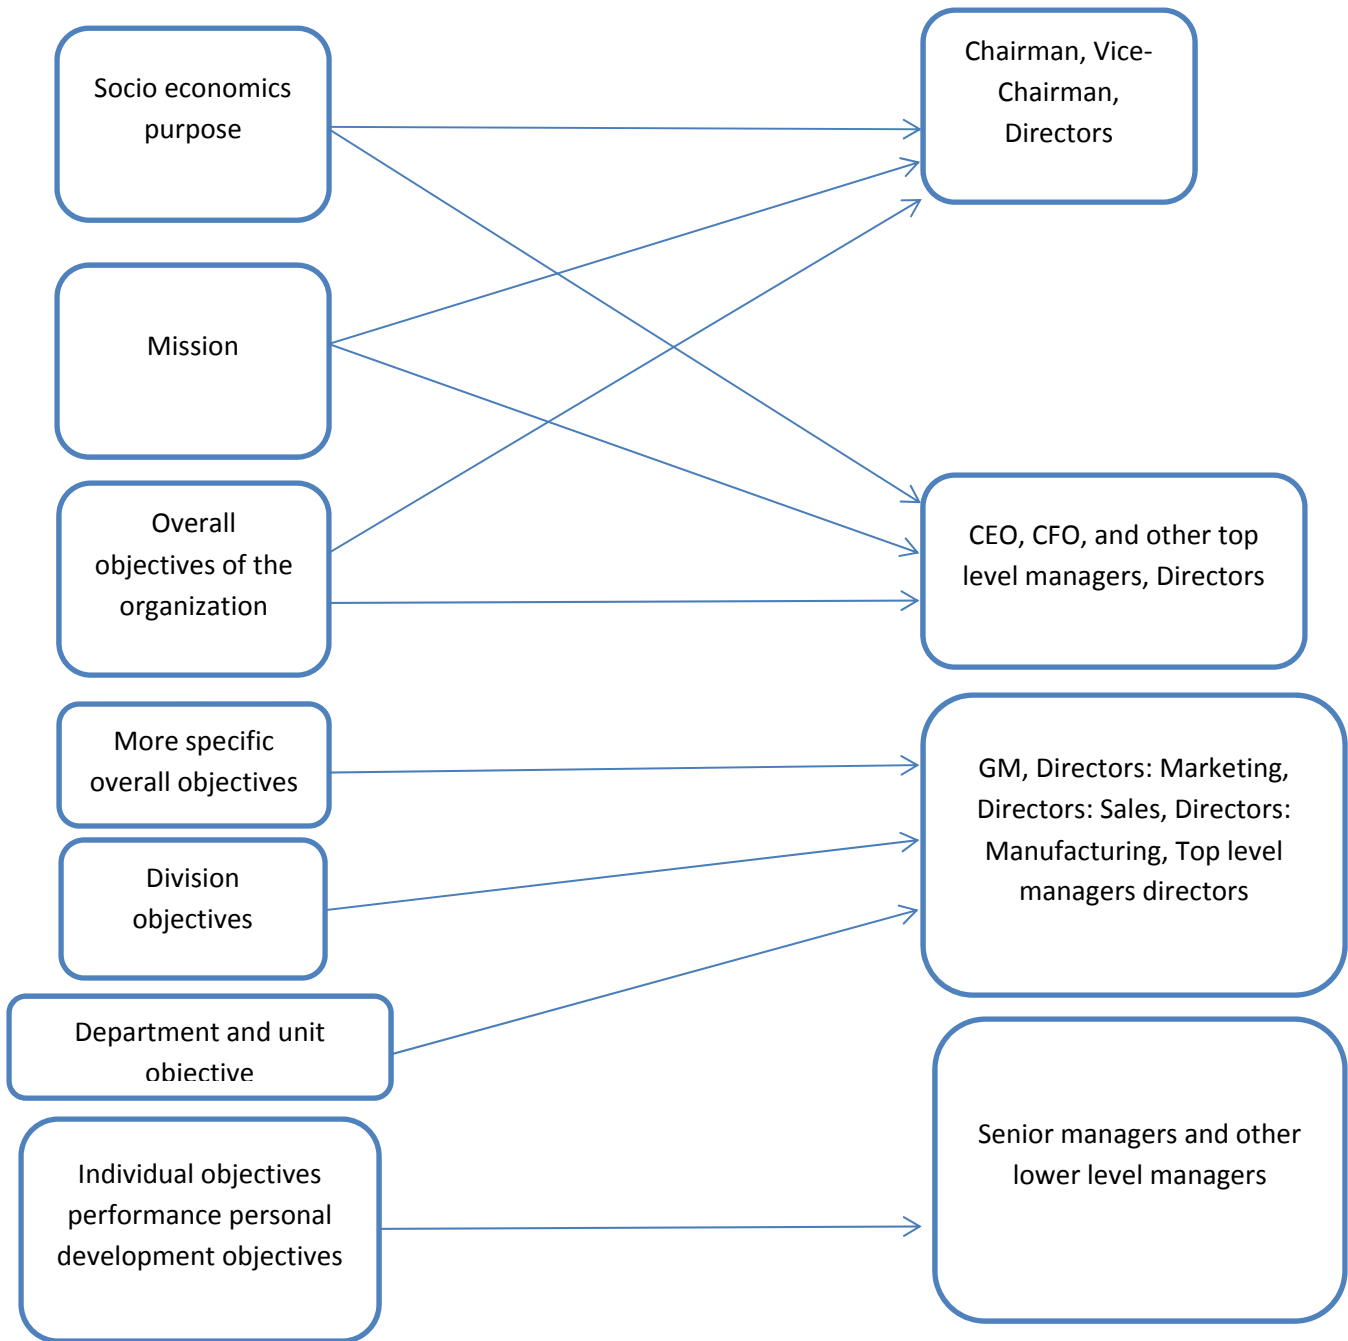 Socio economics
purpose
Chairman, Vice-
Chairman,
Directors
Mission
Overall
objectives of the
organization
CEO, CFO, and other top
level managers, Directors
More specific
overall objectives
GM, Directors: Marketing,
Directors: Sales, Directors:
Manufacturing, Top level
managers directors
Division
objectives
Department and unit
objective
Senior managers and other
lower level managers
Individual objectives
performance personal
development objectives